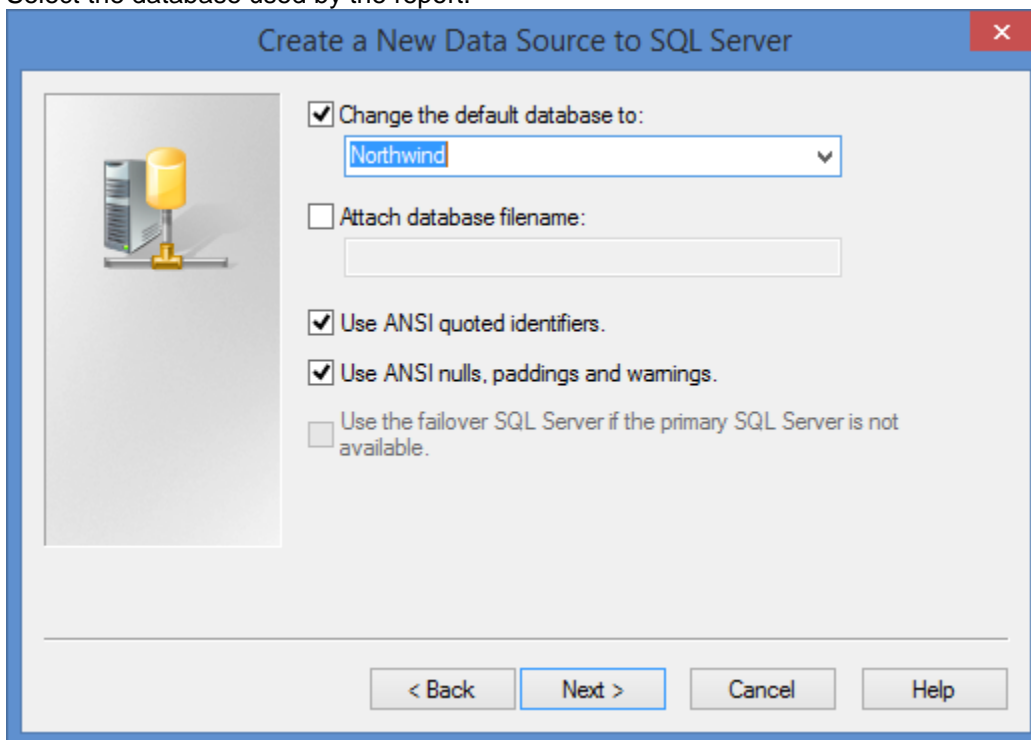 Select the database used by the report.
Create a New Data Source to SQL Server
Change the default database to:
Northwind
Attach database filename:
Use ANSI quoted identifiers.
Use ANSI nulls, paddings and warnings.
Use the failover SQL Server if the primary SQL Server is not
available.
< Back Next > Cancel Help